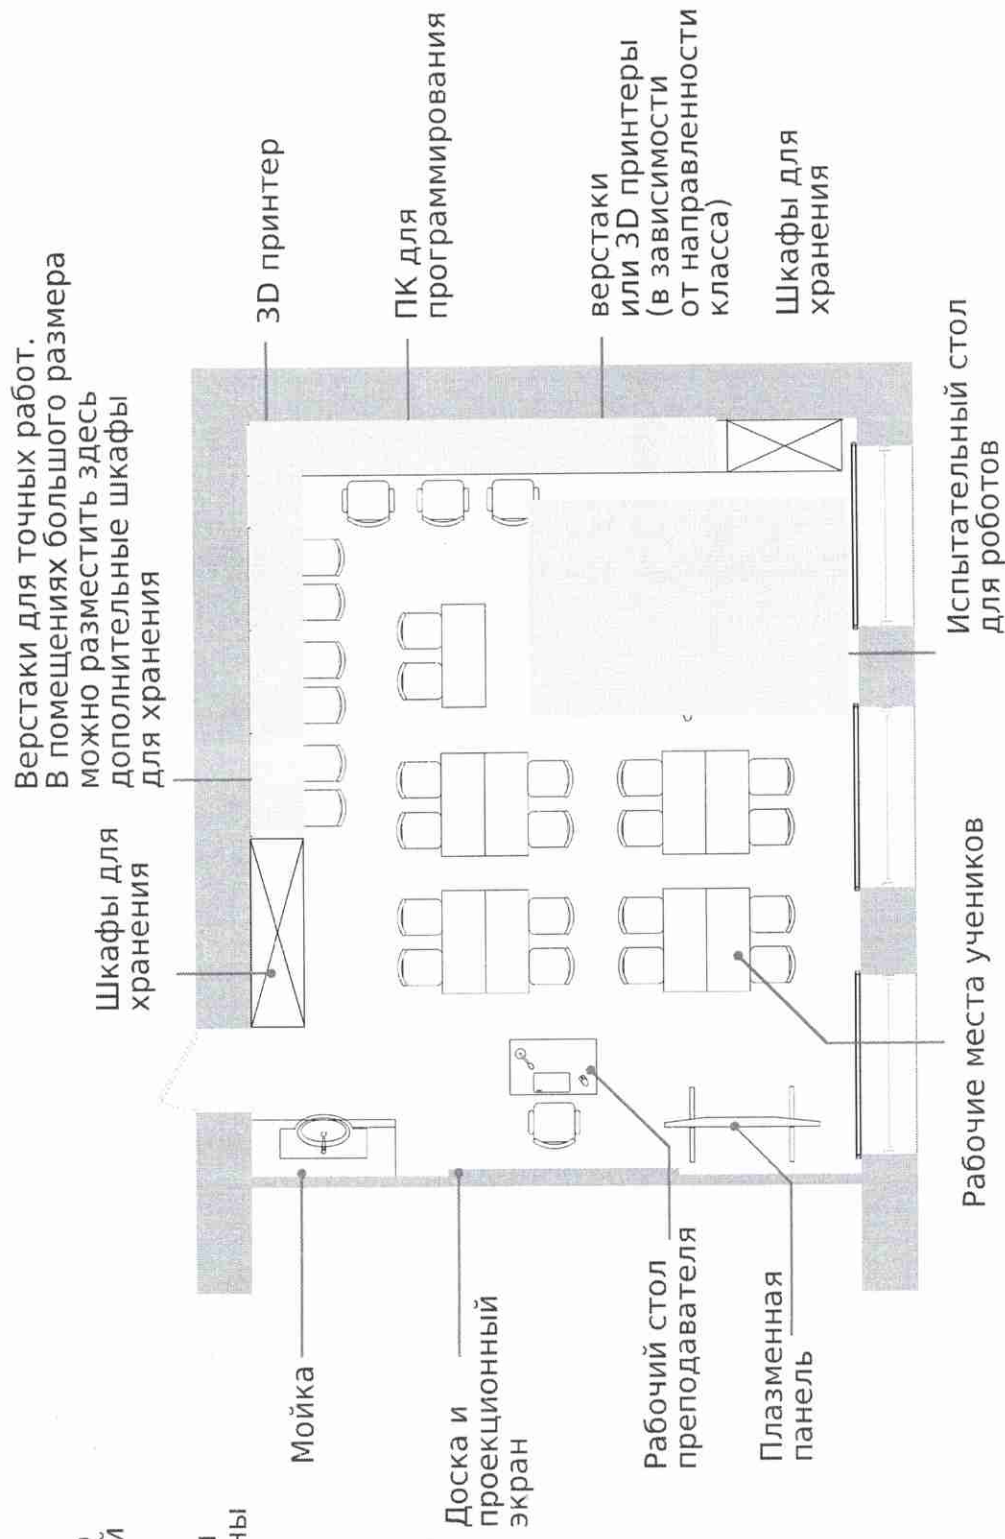 Верстаки для точных работ.
В помещениях большого размера
можно разместить здесь
дополнительные шкафы
для хранения
Шкафы для
хранения
3D принтер
ПК для
программирования
верстаки
или 3D принтеры
(в зависимости
от направленности
класса)
Шкафы для
хранения
Мойка
Доска и
проекционный
экран
Рабочий стол
преподавателя
Плазменная
панель
Рабочие места учеников
Испытательный стол
для роботов